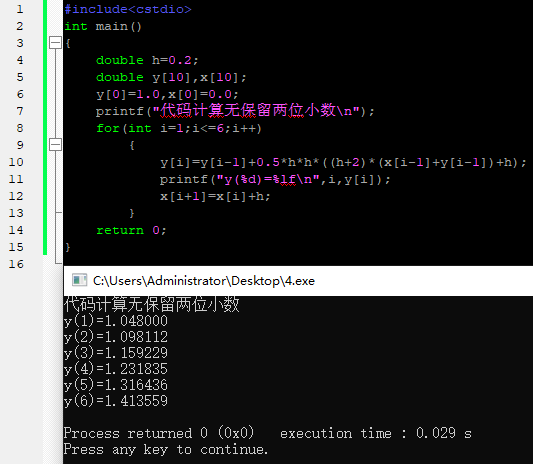 1 #include<cstdio>
2 int main()
3 {
4 double h=0.2;
5 double y[10],x[10];
6 y[0]=1.0,x[0]=0.0;
7 printf("代码计算无保留两位小数\n");
8 for(int i=1;i<=6;i++)
9 {
10 y[i]=y[i-1]+0.5*h*h*((h+2)*(x[i-1]+y[i-1])+h);
11 printf("y(%d)=%lf\n",i,y[i]);
12 x[i+1]=x[i]+h;
13 }
14 return 0;
15 }
16
C:\Users\Administrator\Desktop\4.exe
代码计算无保留两位小数
y(1)=1.048000
y(2)=1.098112
y(3)=1.159229
y(4)=1.231835
y(5)=1.316436
y(6)=1.413559
Process returned 0 (0x0) execution time : 0.029 s
Press any key to continue.